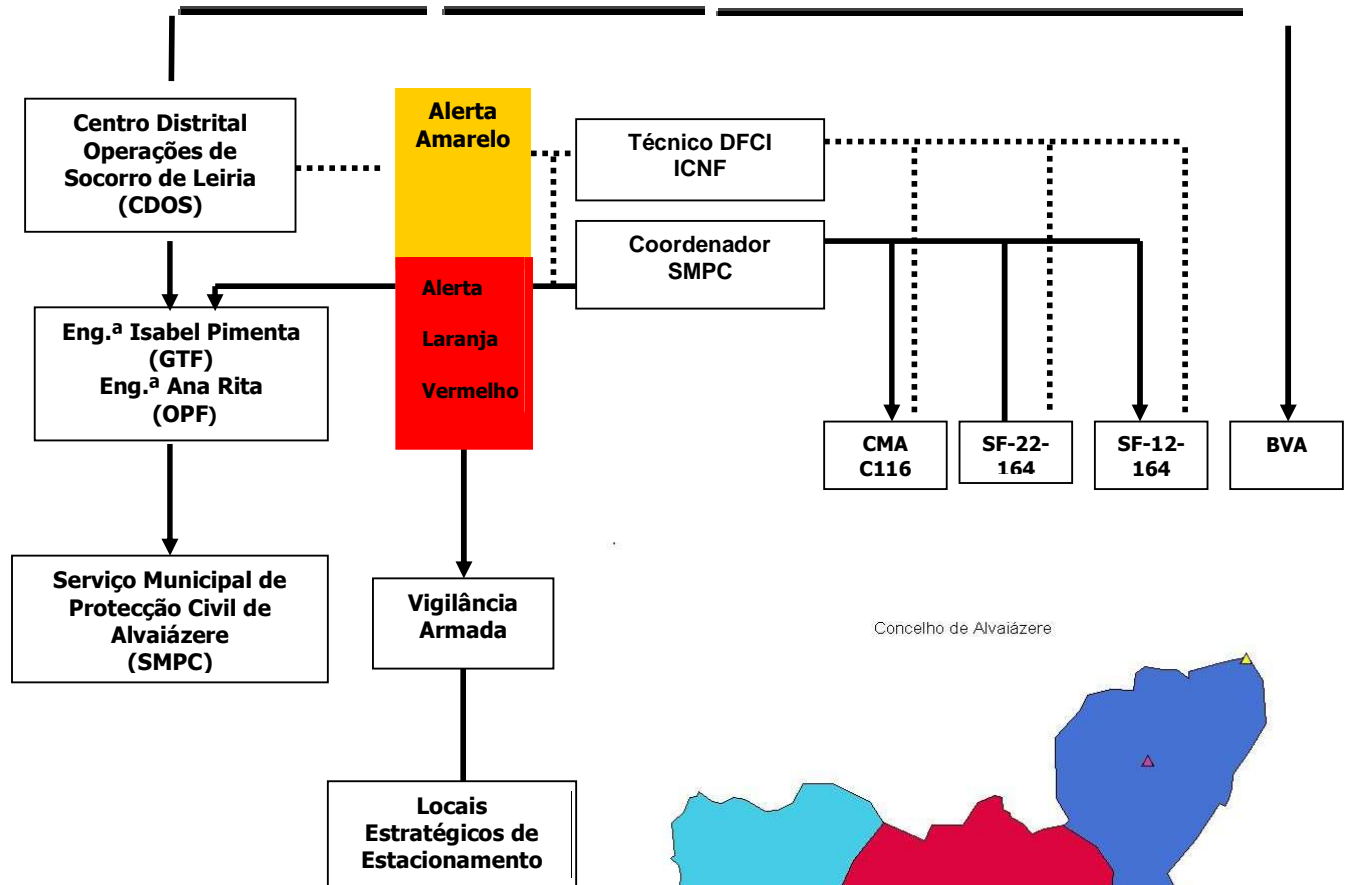 Centro Distrital
Operações de
Socorro de Leiria
(CDOS)
Alerta
Amarelo
Técnico DFCI
ICNF
Coordenador
SMPC
Alerta
Laranja
Vermelho
Eng.ª Isabel Pimenta
(GTF)
Eng.ª Ana Rita
(OPF)
CMA
C116
SF-22-
164
SF-12-
164
BVA
Serviço Municipal de
Protecção Civil de
Alvaiázere
(SMPC)
Vigilância
Armada
Concelho de Alvaiázere
Locais
Estratégicos de
Estacionamento